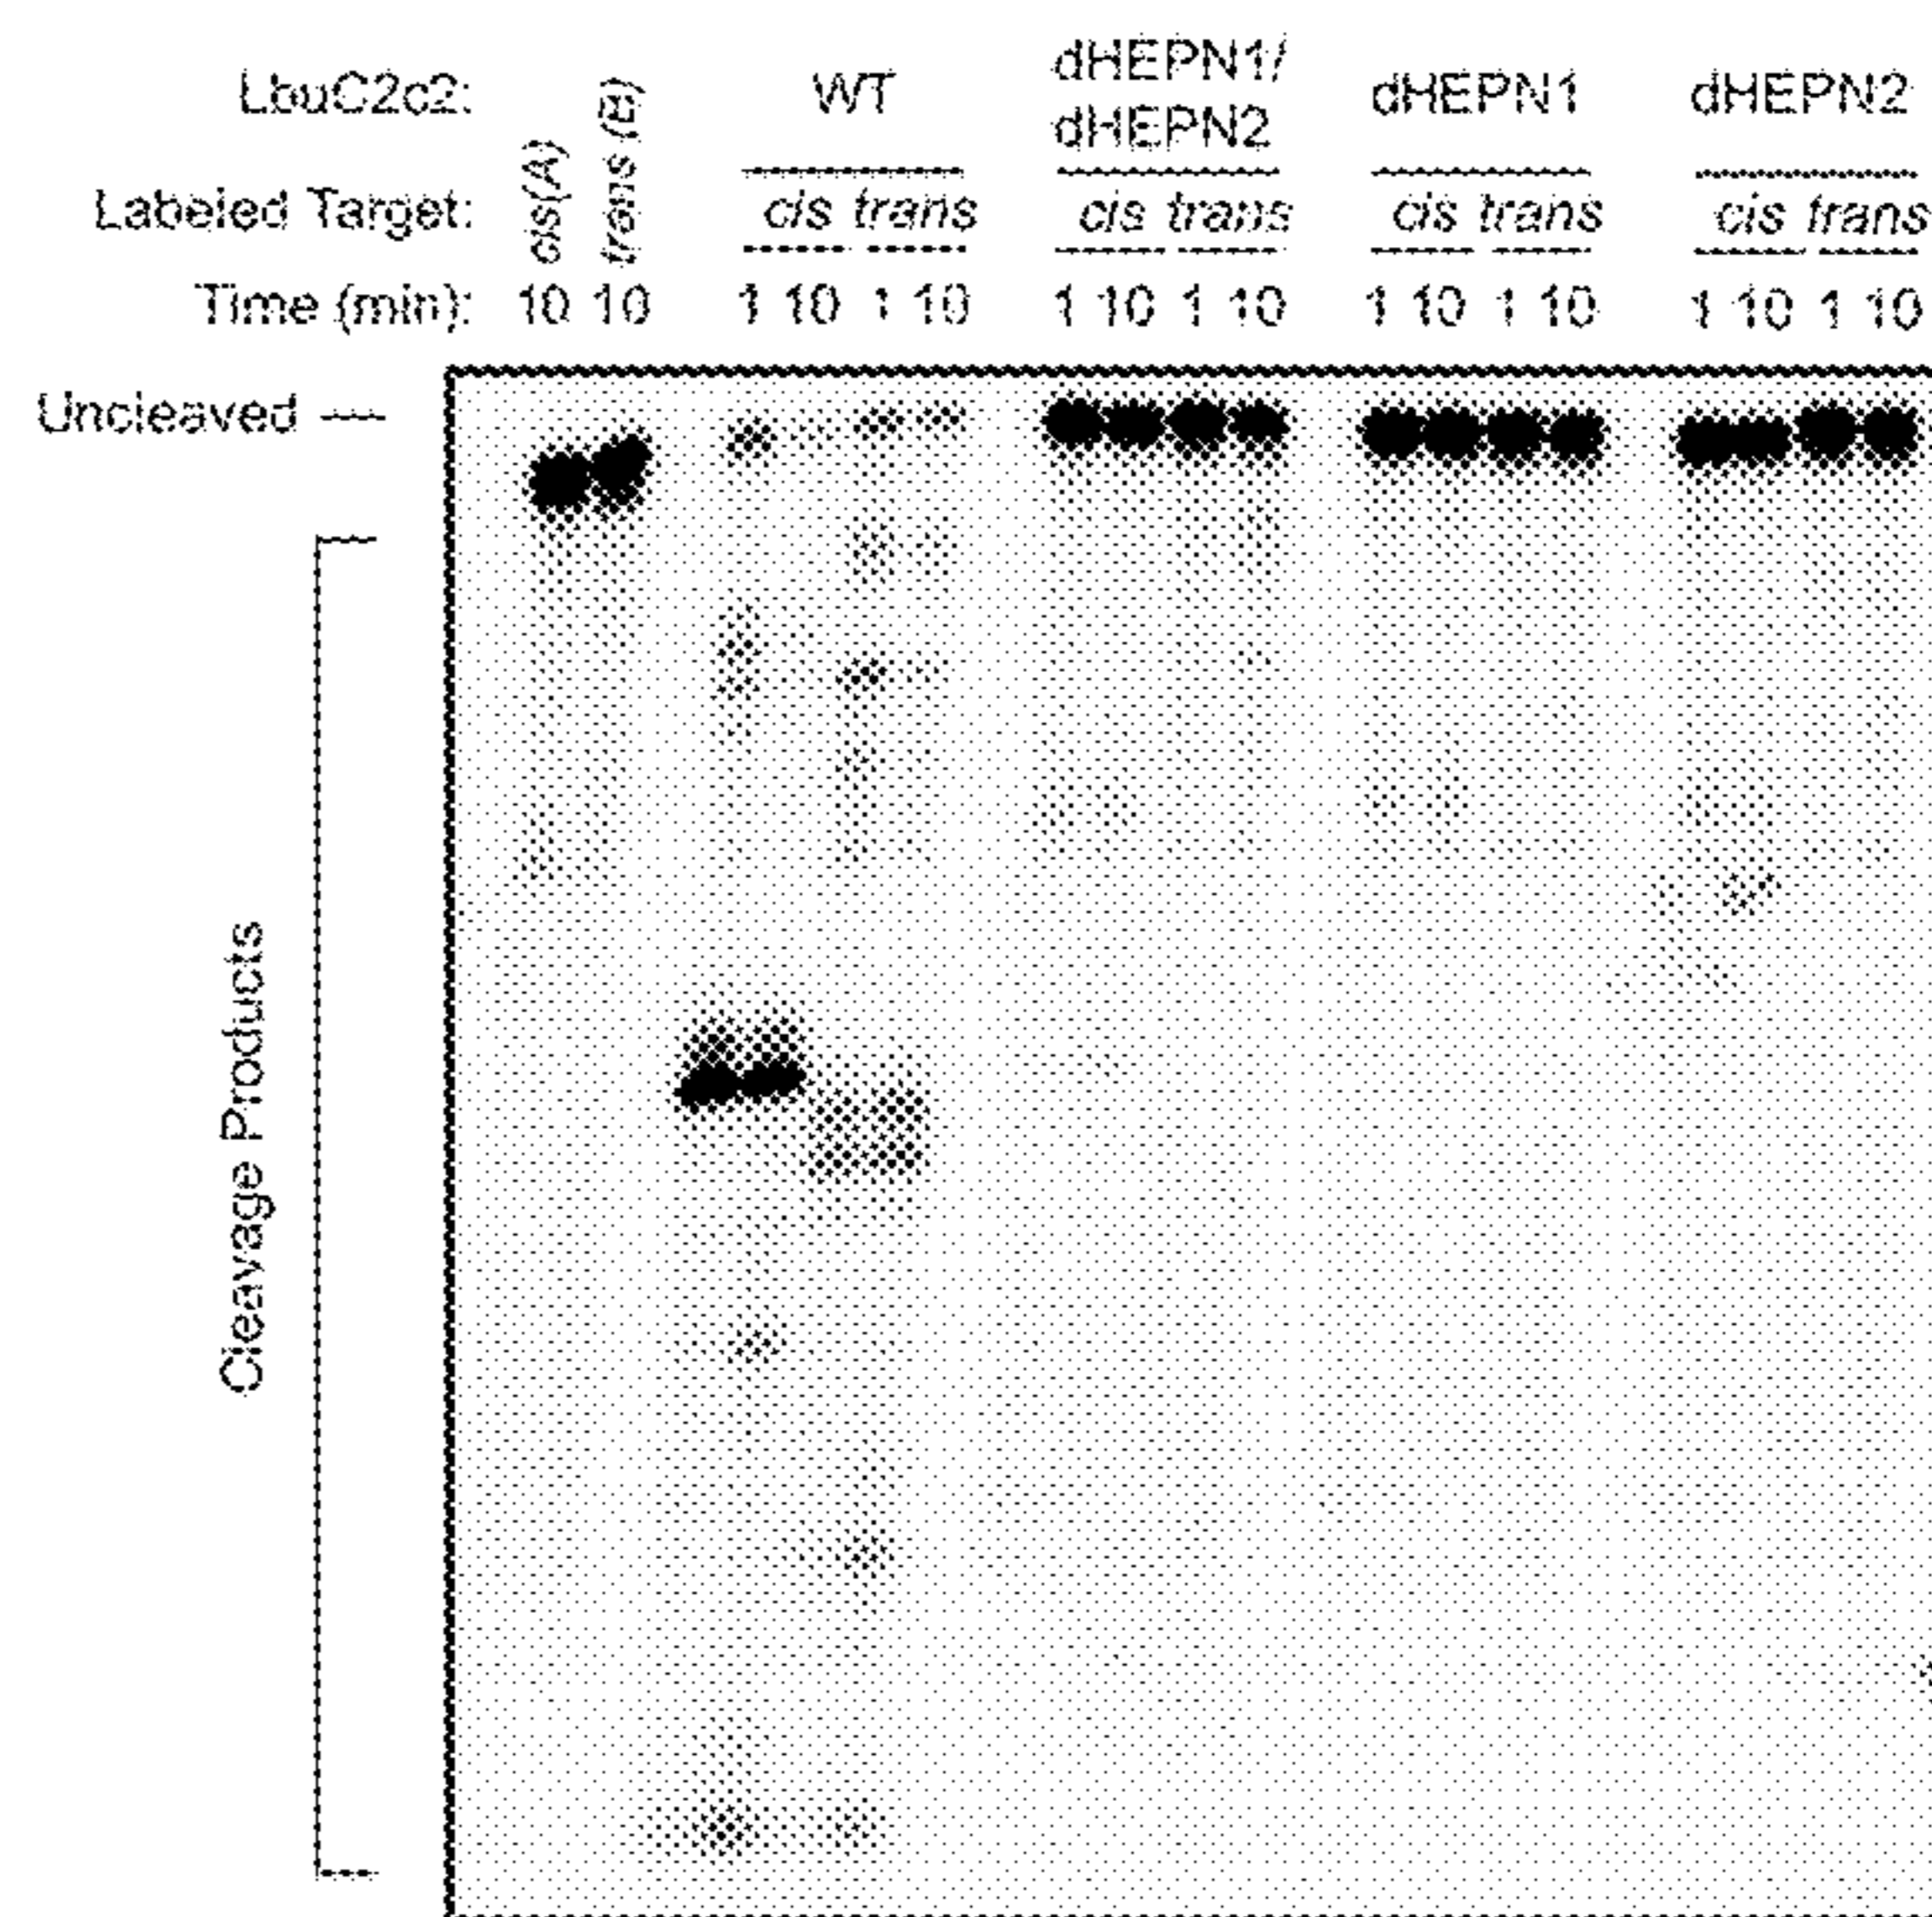 LbuC2c2:
cis(A)
trans (B)
WT
dHEPN1/
dHEPN2
dHEPN1
dHEPN2
Labeled Target:
cis trans
cis trans
cis trans
cis trans
Time (min):
10 10
1 10 1 10
1 10 1 10
1 10 1 10
1 10 1 10
Uncleaved
Cleavage Products